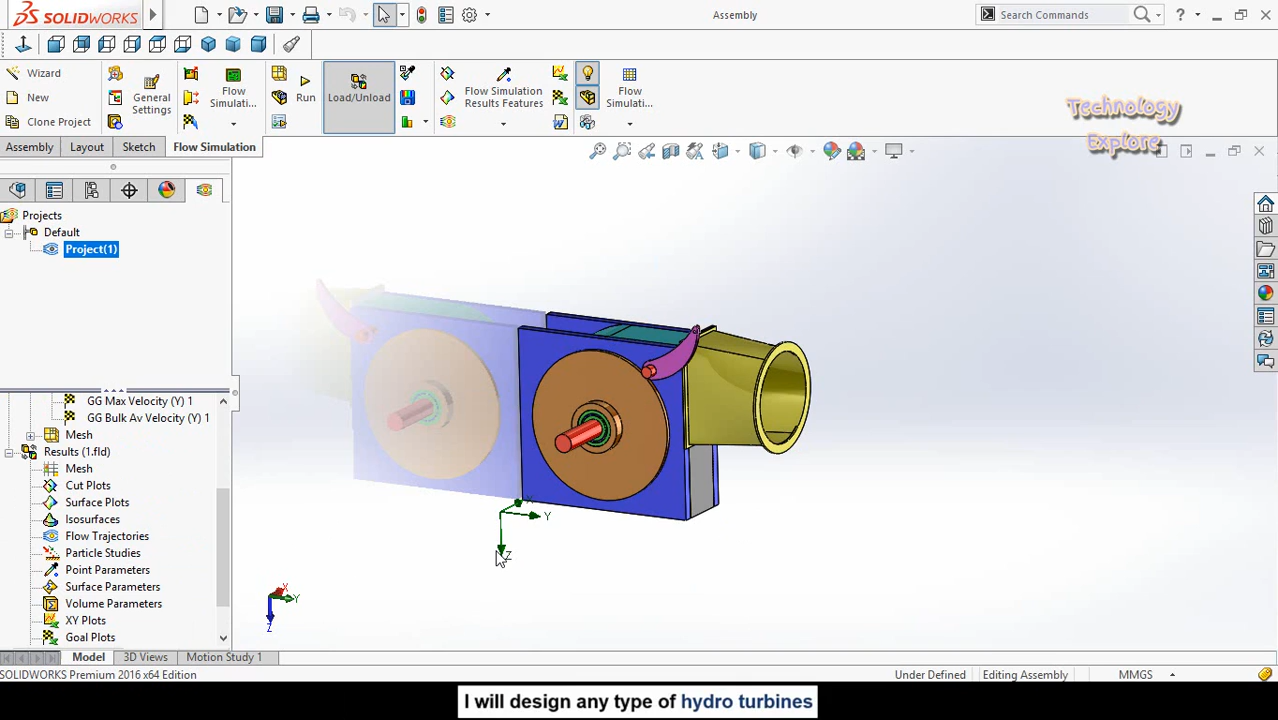 SOLIDWORKS
Assembly
Search Commands
Wizard
New
Clone Project
General
Settings
Flow
Simulati...
Run
Load/Unload
Flow Simulation
Results Features
Flow
Simulati...
Technology
Explore
Assembly
Layout
Sketch
Flow Simulation
Projects
Default
Project(1)
GG Max Velocity (Y) 1
GG Bulk Av Velocity (Y) 1
Mesh
Results (1.fld)
Mesh
Cut Plots
Surface Plots
Isosurfaces
Flow Trajectories
Particle Studies
Point Parameters
Surface Parameters
Volume Parameters
XY Plots
Goal Plots
X
Y
Z
X
Y
Z
Model
3D Views
Motion Study 1
SOLIDWORKS Premium 2016 x64 Edition
Under Defined
Editing Assembly
MMGS
I will design any type of hydro turbines